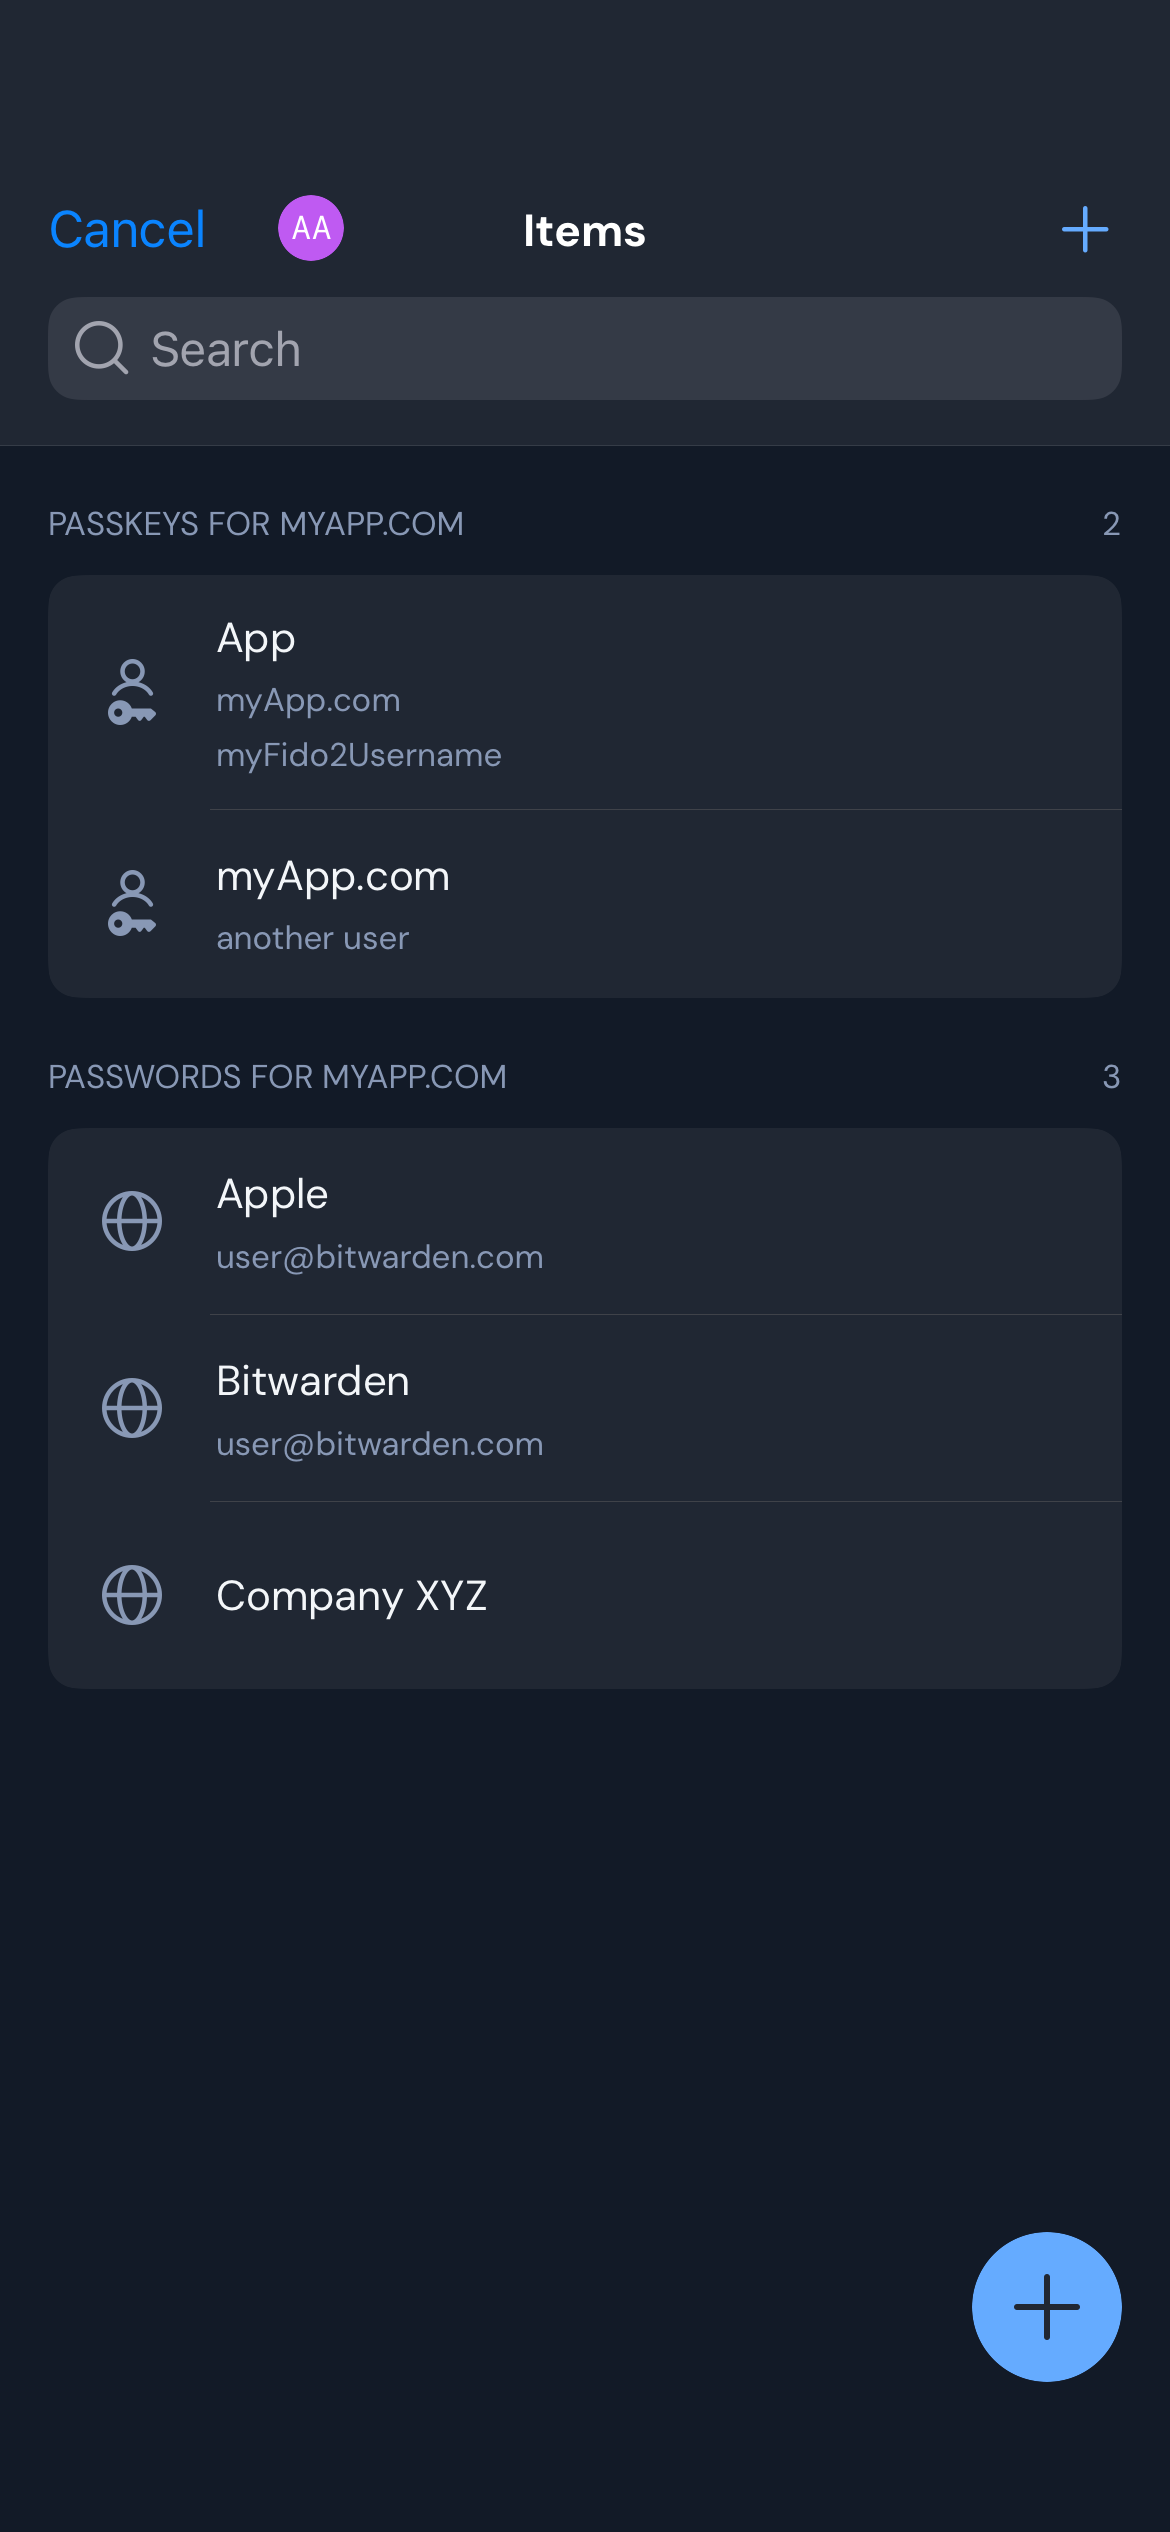 Cancel
AA
Items
Search
PASSKEYS FOR MYAPP.COM
2
App
myApp.com
myFido2Username
myApp.com
another user
PASSWORDS FOR MYAPP.COM
3
Apple
user@bitwarden.com
Bitwarden
user@bitwarden.com
Company XYZ